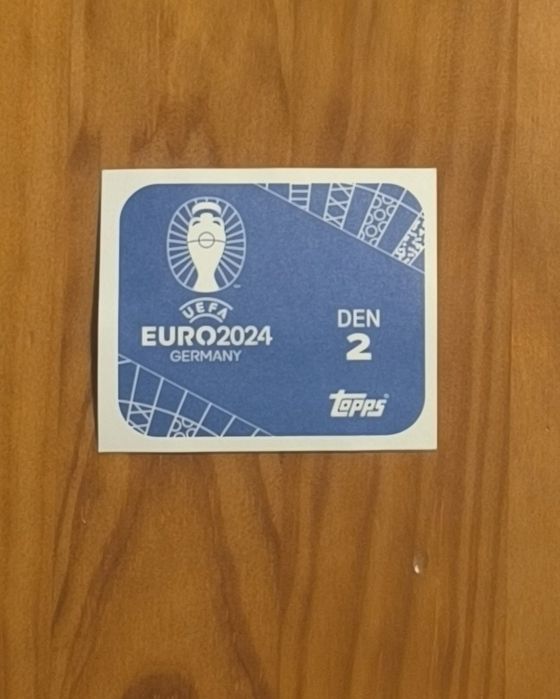 UEFA
EURO2024
GERMANY
DEN
2
Topps